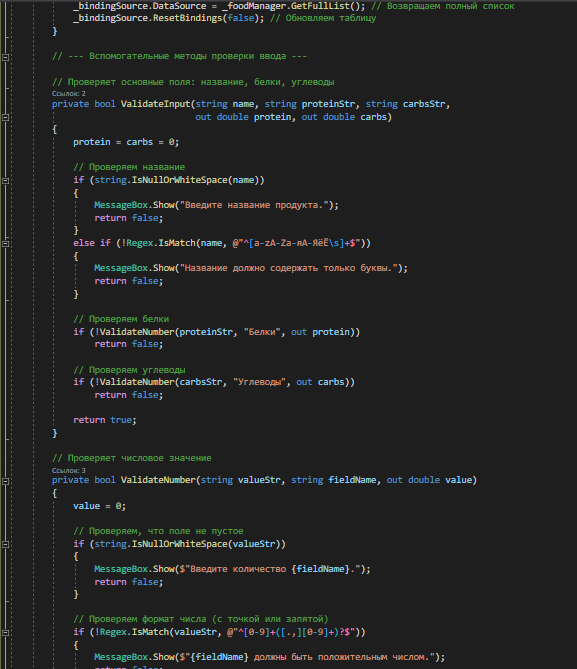 _bindingSource.DataSource = _foodManager.GetFullList(); // Возвращаем полный список
_bindingSource.ResetBindings(false); // Обновляем таблицу
}
// --- Вспомогательные методы проверки ввода ---
// Проверяет основные поля: название, белки, углеводы
Ссылок: 2
private bool ValidateInput(string name, string proteinStr, string carbsStr,
out double protein, out double carbs)
{
protein = carbs = 0;
// Проверяем название
if (string.IsNullOrWhiteSpace(name))
{
MessageBox.Show("Введите название продукта.");
return false;
}
else if (!Regex.IsMatch(name, @"^[a-zA-Zа-яА-ЯёЁ\s]+$"))
{
MessageBox.Show("Название должно содержать только буквы.");
return false;
}
// Проверяем белки
if (!ValidateNumber(proteinStr, "Белки", out protein))
return false;
// Проверяем углеводы
if (!ValidateNumber(carbsStr, "Углеводы", out carbs))
return false;
return true;
}
// Проверяет числовое значение
Ссылок: 3
private bool ValidateNumber(string valueStr, string fieldName, out double value)
{
value = 0;
// Проверяем, что поле не пустое
if (string.IsNullOrWhiteSpace(valueStr))
{
MessageBox.Show($"Введите количество {fieldName}.");
return false;
}
// Проверяем формат числа (с точкой или запятой)
if (!Regex.IsMatch(valueStr, @"^[0-9]+([.,][0-9]+)?$"))
{
MessageBox.Show($"{fieldName} должны быть положительным числом.");
return false;